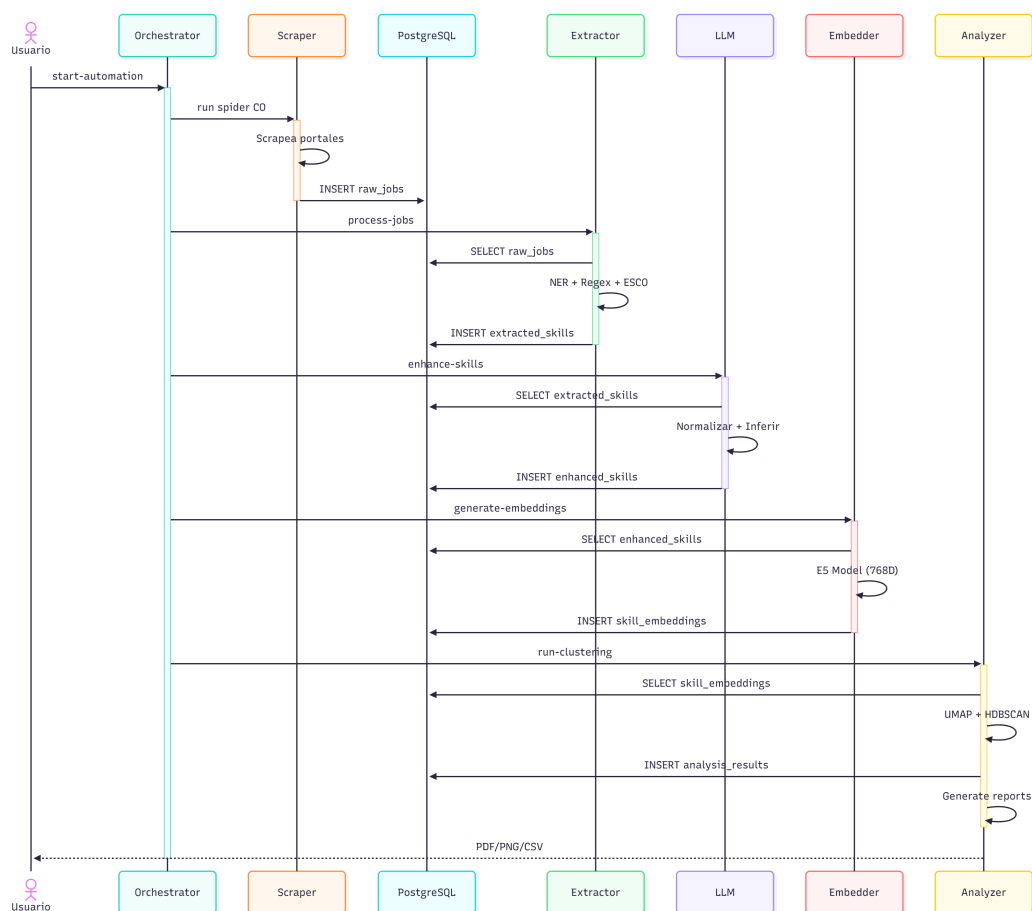 Usuario
Orchestrator
Scraper
PostgreSQL
Extractor
LLM
Embedder
Analyzer
start-automation
run spider CO
Scrapea portales
INSERT raw_jobs
process-jobs
SELECT raw_jobs
NER + Regex + ESCO
INSERT extracted_skills
enhance-skills
SELECT extracted_skills
Normalizar + Inferir
INSERT enhanced_skills
generate-embeddings
SELECT enhanced_skills
E5 Model (768D)
INSERT skill_embeddings
run-clustering
SELECT skill_embeddings
UMAP + HDBSCAN
INSERT analysis_results
Generate reports
PDF/PNG/CSV
Usuario
Orchestrator
Scraper
PostgreSQL
Extractor
LLM
Embedder
Analyzer